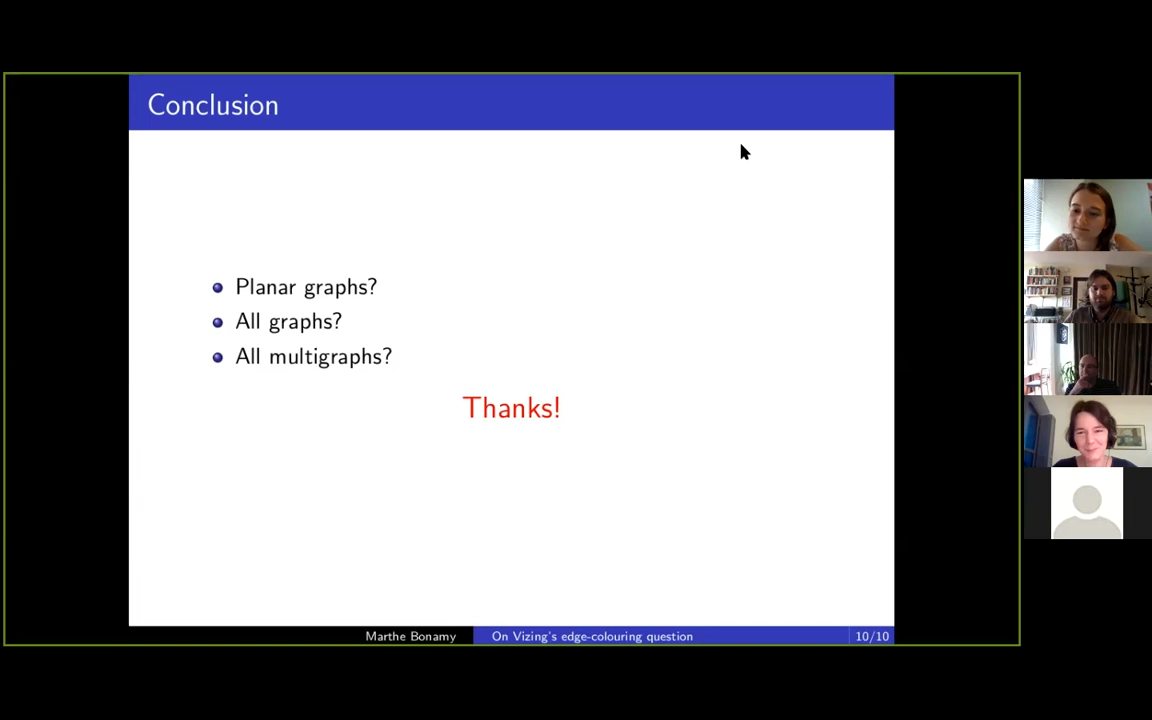 Conclusion
Planar graphs?
All graphs?
All multigraphs?
Thanks!
Marthe Bonamy
On Vizing's edge-colouring question
10/10